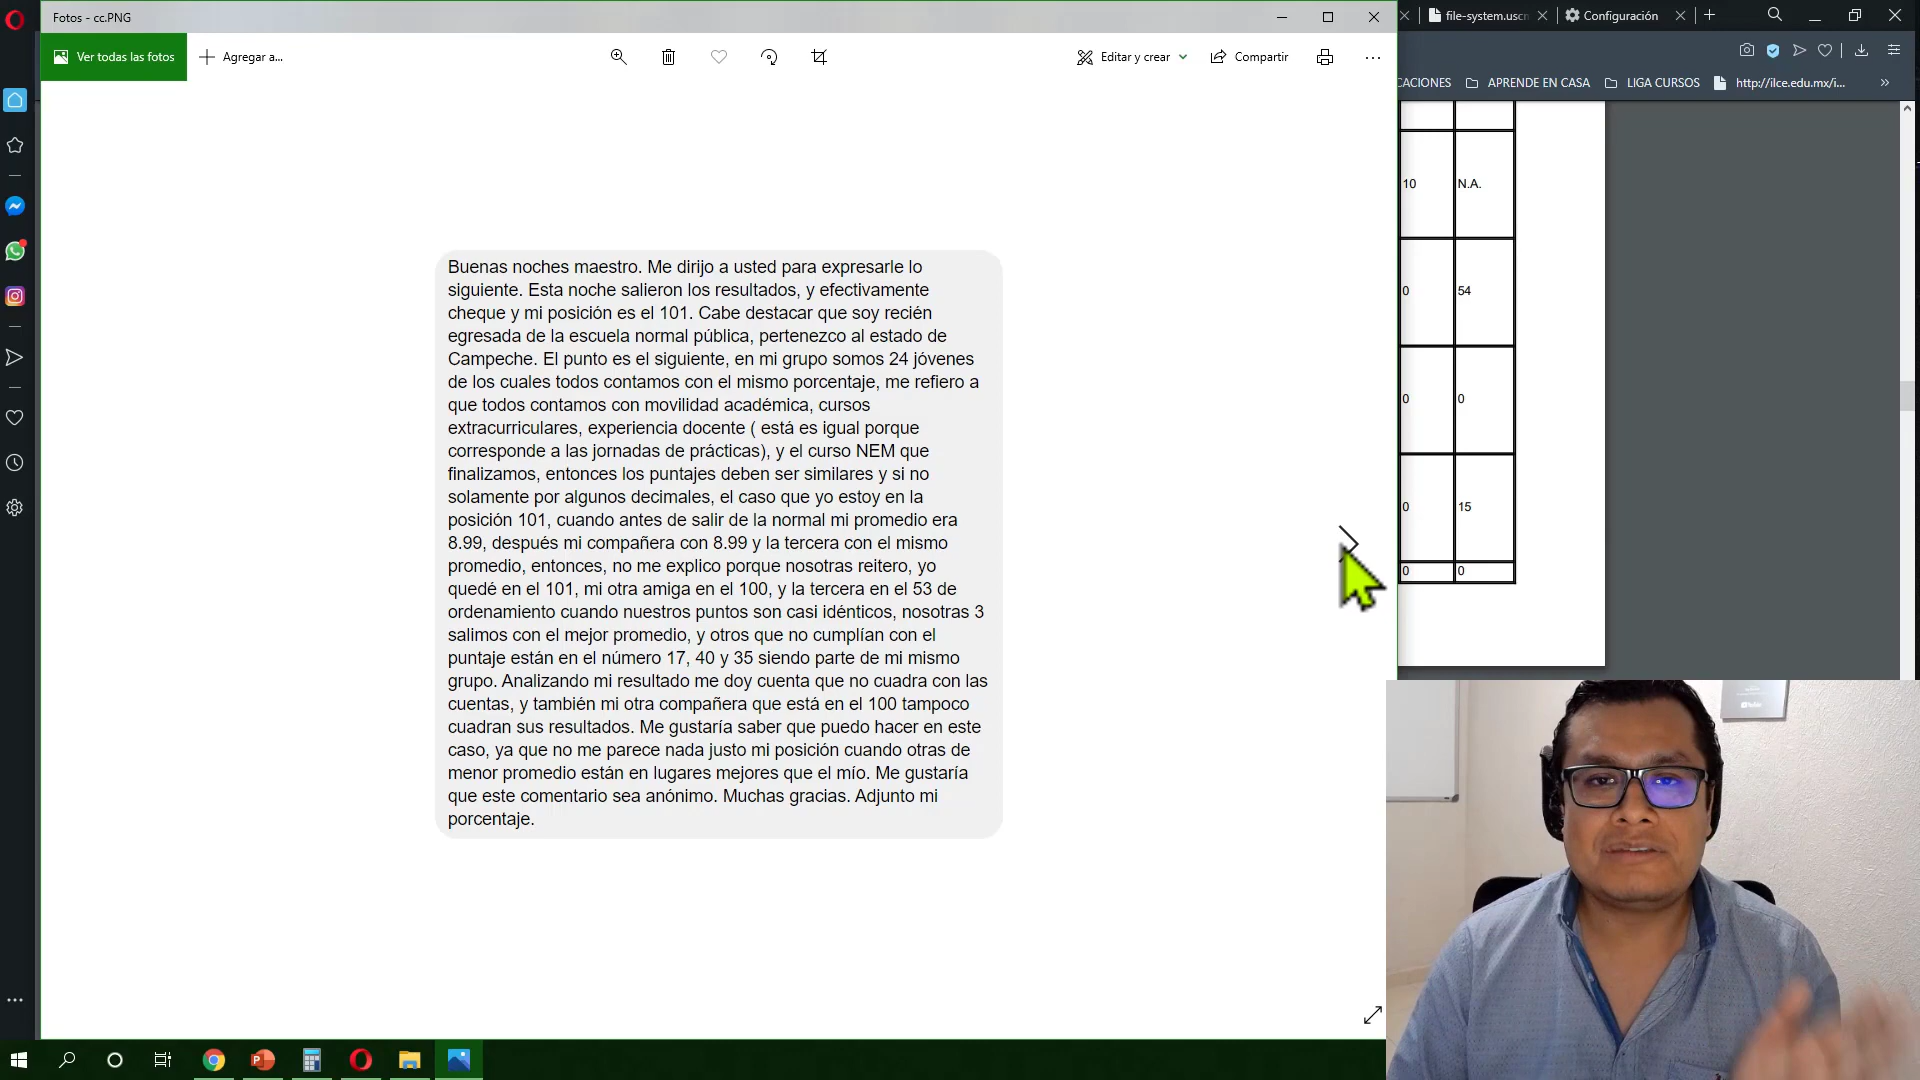 Fotos - cc.PNG
file-system.uscn
Configuración
Ver todas las fotos
Agregar a...
Editar y crear
Compartir
CACIONES
APRENDE EN CASA
LIGA CURSOS
http://ilce.edu.mx/i...
10 N.A.
0 54
0 0
0 15
0 0
Buenas noches maestro. Me dirijo a usted para expresarle lo
siguiente. Esta noche salieron los resultados, y efectivamente
cheque y mi posición es el 101. Cabe destacar que soy recién
egresada de la escuela normal pública, pertenezco al estado de
Campeche. El punto es el siguiente, en mi grupo somos 24 jóvenes
de los cuales todos contamos con el mismo porcentaje, me refiero a
que todos contamos con movilidad académica, cursos
extracurriculares, experiencia docente ( está es igual porque
corresponde a las jornadas de prácticas), y el curso NEM que
finalizamos, entonces los puntajes deben ser similares y si no
solamente por algunos decimales, el caso que yo estoy en la
posición 101, cuando antes de salir de la normal mi promedio era
8.99, después mi compañera con 8.99 y la tercera con el mismo
promedio, entonces, no me explico porque nosotras reitero, yo
quedé en el 101, mi otra amiga en el 100, y la tercera en el 53 de
ordenamiento cuando nuestros puntos son casi idénticos, nosotras 3
salimos con el mejor promedio, y otros que no cumplían con el
puntaje están en el número 17, 40 y 35 siendo parte de mi mismo
grupo. Analizando mi resultado me doy cuenta que no cuadra con las
cuentas, y también mi otra compañera que está en el 100 tampoco
cuadran sus resultados. Me gustaría saber que puedo hacer en este
caso, ya que no me parece nada justo mi posición cuando otras de
menor promedio están en lugares mejores que el mío. Me gustaría
que este comentario sea anónimo. Muchas gracias. Adjunto mi
porcentaje.